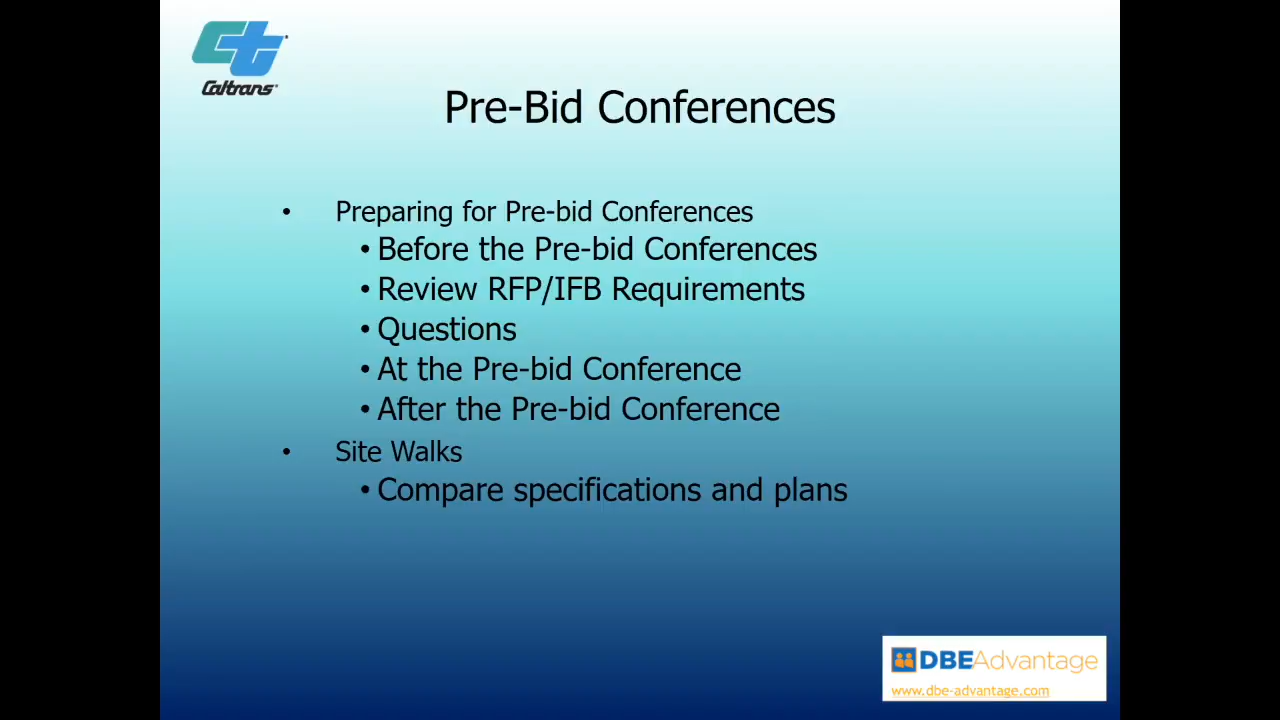 Caltrans
Pre-Bid Conferences
• Preparing for Pre-bid Conferences
• Before the Pre-bid Conferences
• Review RFP/IFB Requirements
• Questions
• At the Pre-bid Conference
• After the Pre-bid Conference
• Site Walks
• Compare specifications and plans
DBEAdvantage
www.dbe-advantage.com